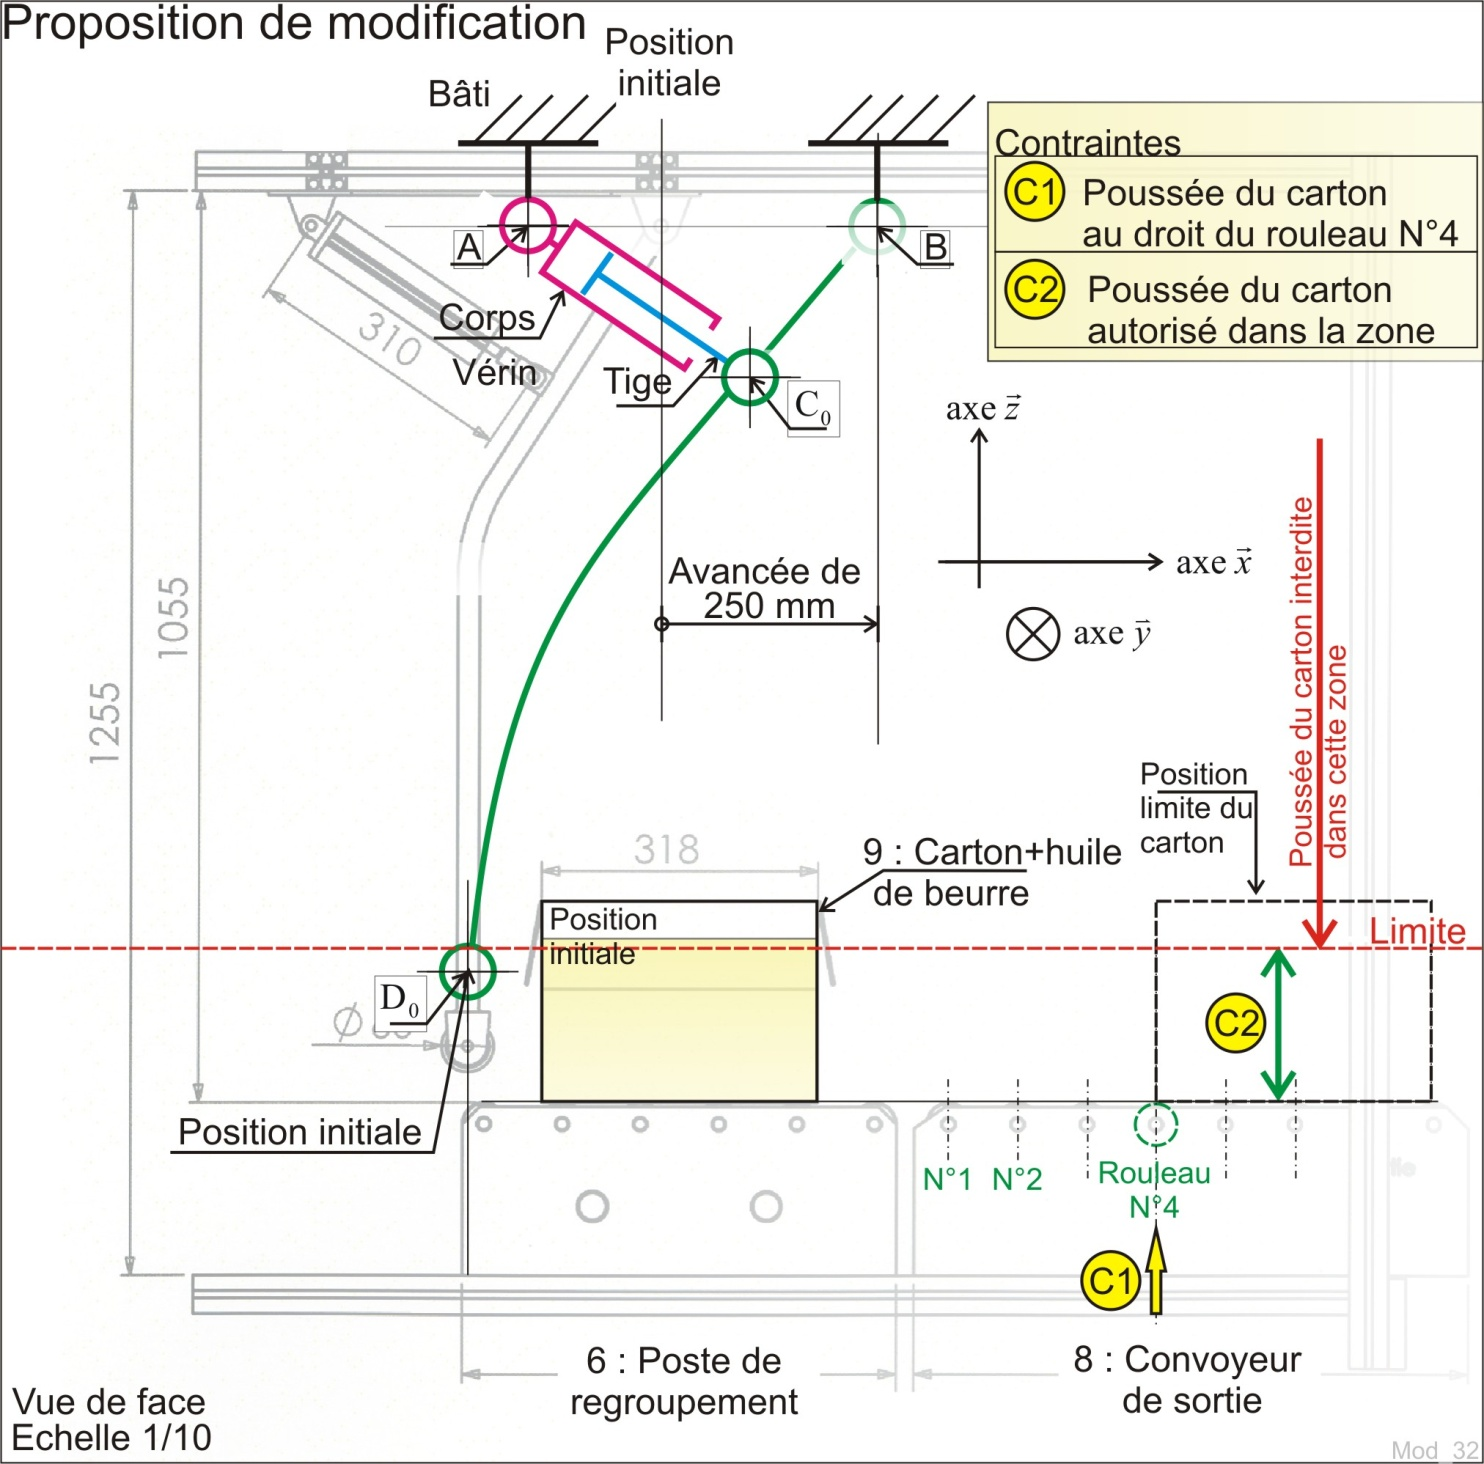 Proposition de modification
Position
initiale
Bâti
Contraintes
C1
Poussée du carton
au droit du rouleau N°4
C2
Poussée du carton
autorisé dans la zone
A
B
Corps
310
Vérin
Tige
C0
axe z
axe x
axe y
Avancée de
250 mm
1055
1255
Poussée du carton interdite
dans cette zone
Position
limite du
carton
318
9 : Carton+huile
de beurre
Position
initiale
Limite
D0
C2
Position initiale
N°1
N°2
Rouleau
N°4
C1
6 : Poste de
regroupement
8 : Convoyeur
de sortie
Vue de face
Echelle 1/10
Mod_32